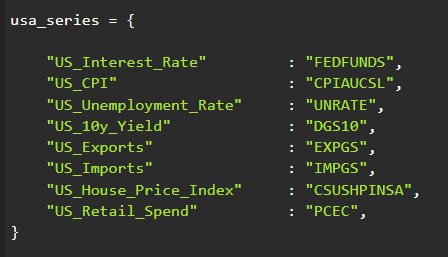 usa_series = {
"US_Interest_Rate" : "FEDFUNDS",
"US_CPI" : "CPIAUCSL",
"US_Unemployment_Rate" : "UNRATE",
"US_10y_Yield" : "DGS10",
"US_Exports" : "EXPGS",
"US_Imports" : "IMPGS",
"US_House_Price_Index" : "CSUSHPINSA",
"US_Retail_Spend" : "PCEC",
}